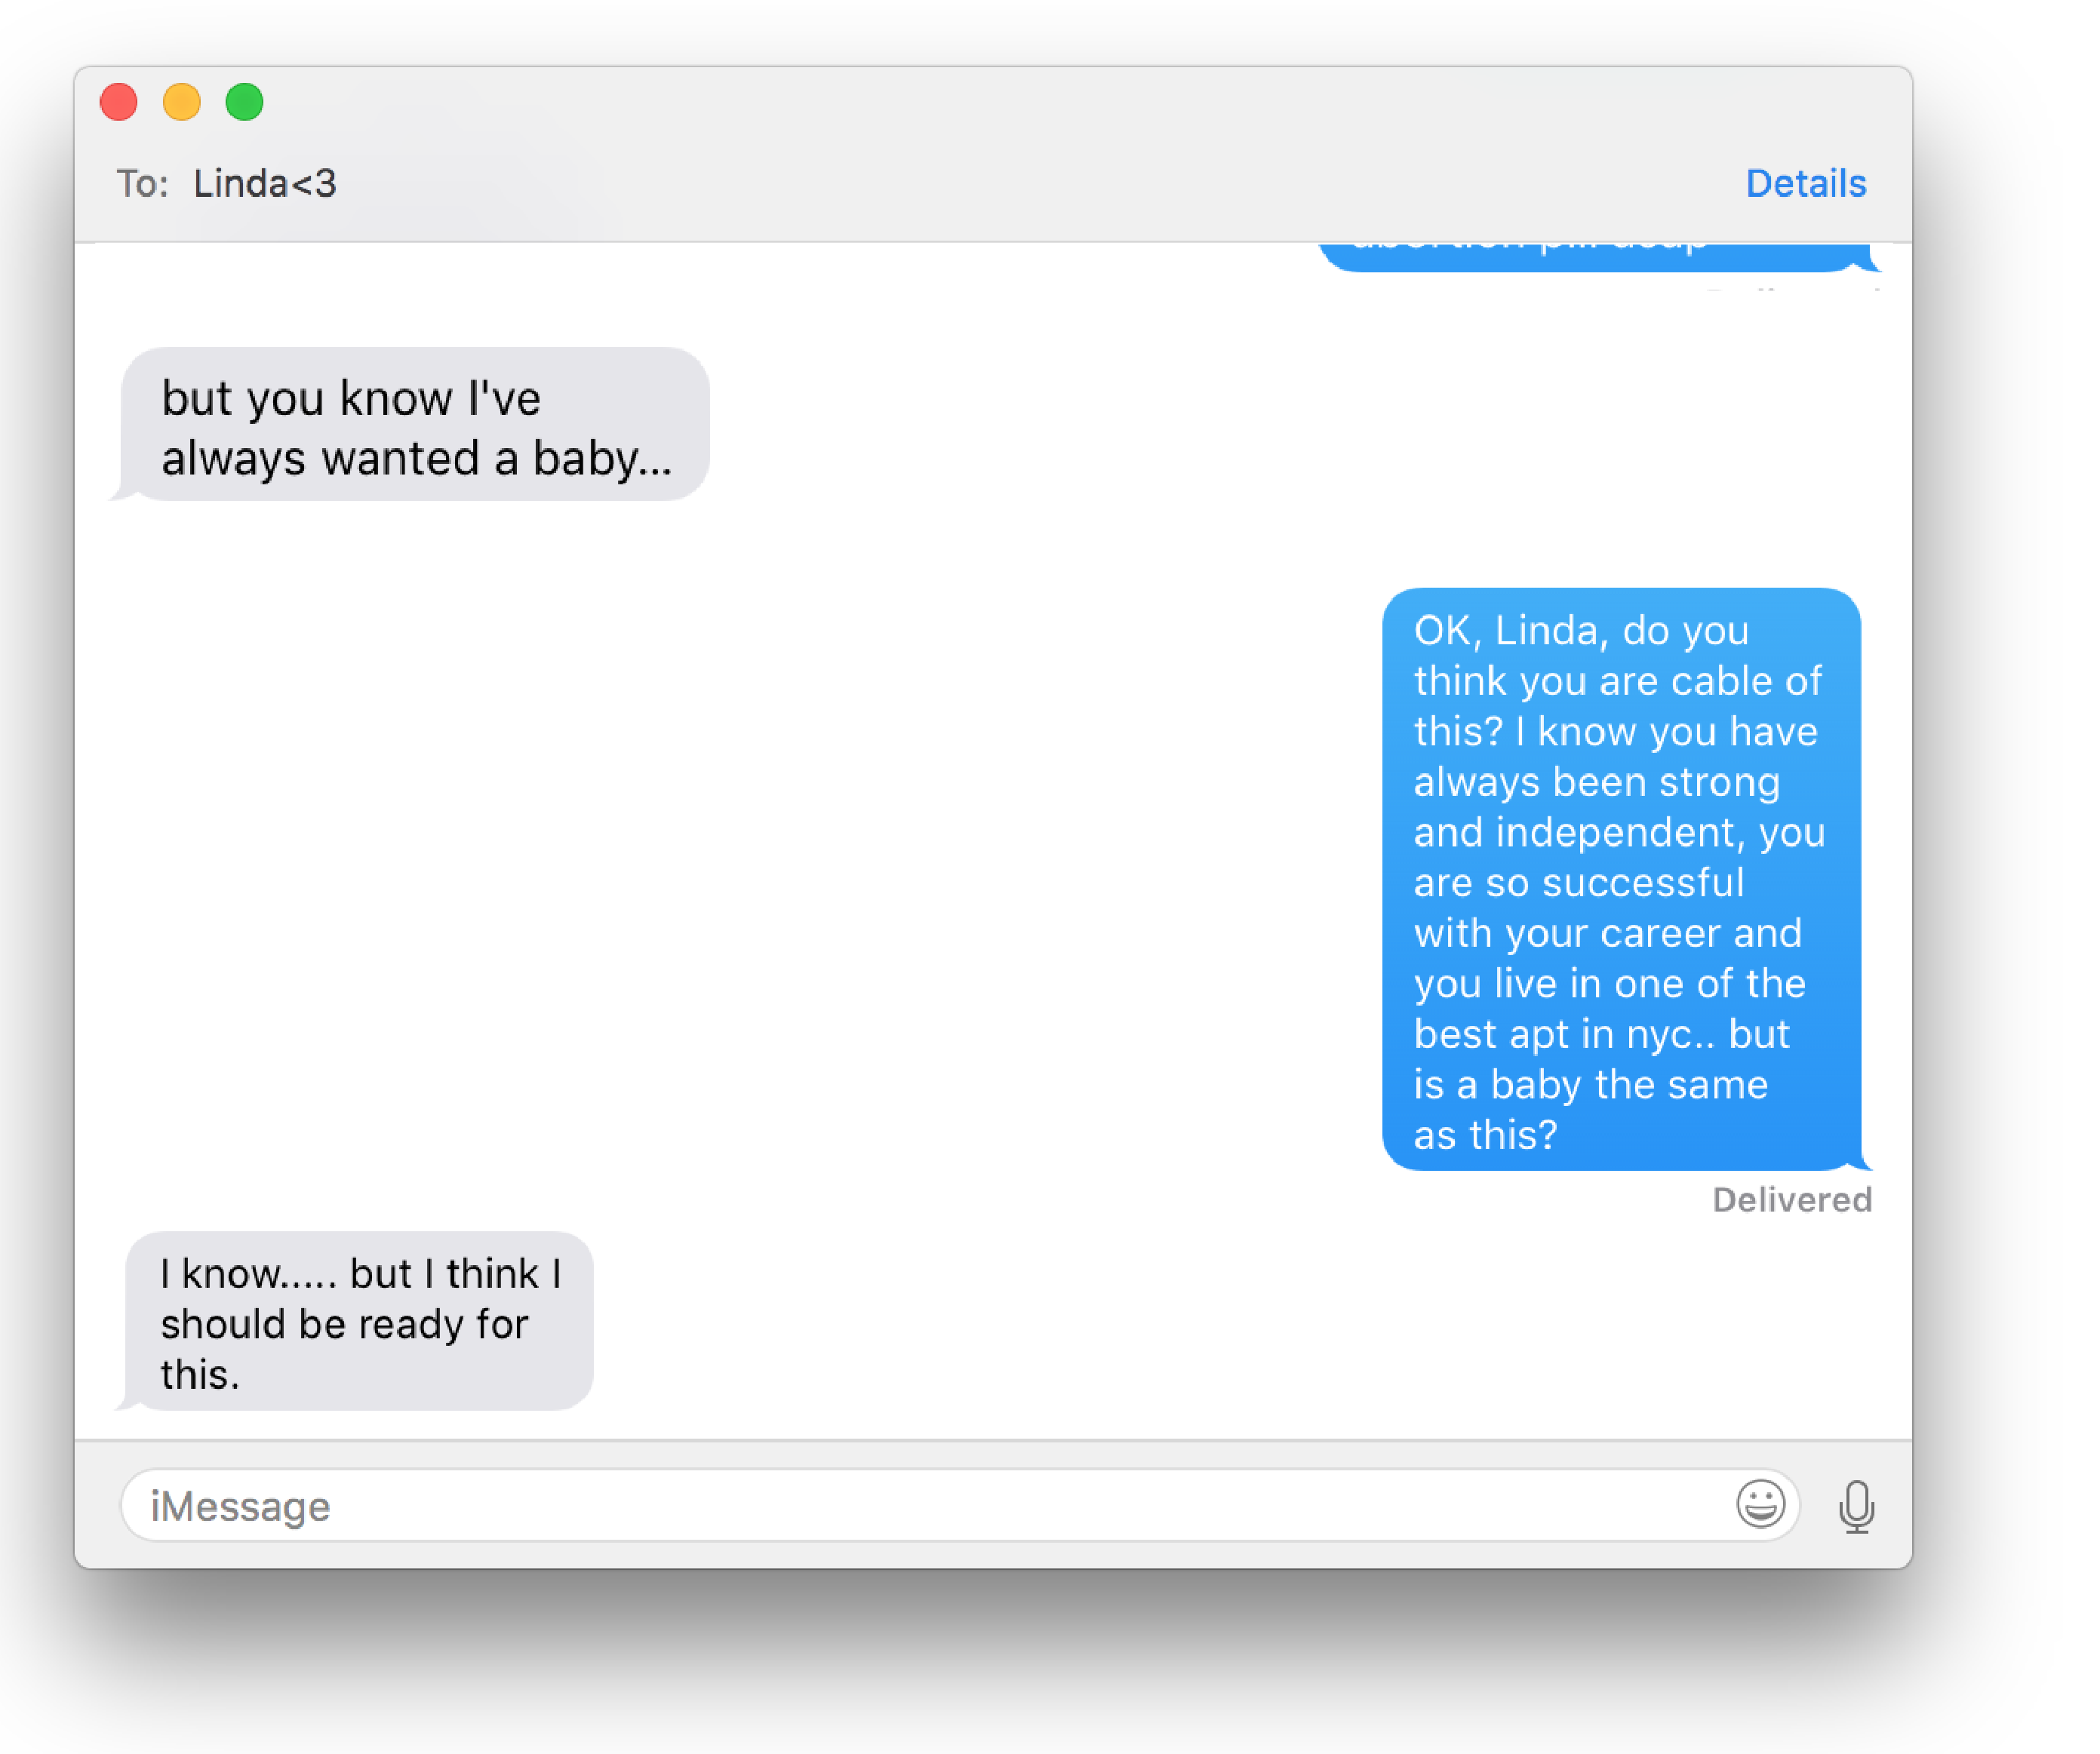 To: Linda<3 Details
abortion pill asap
but you know I've
always wanted a baby...
OK, Linda, do you
think you are cable of
this? I know you have
always been strong
and independent, you
are so successful
with your career and
you live in one of the
best apt in nyc.. but
is a baby the same
as this?
Delivered
I know..... but I think I
should be ready for
this.
iMessage